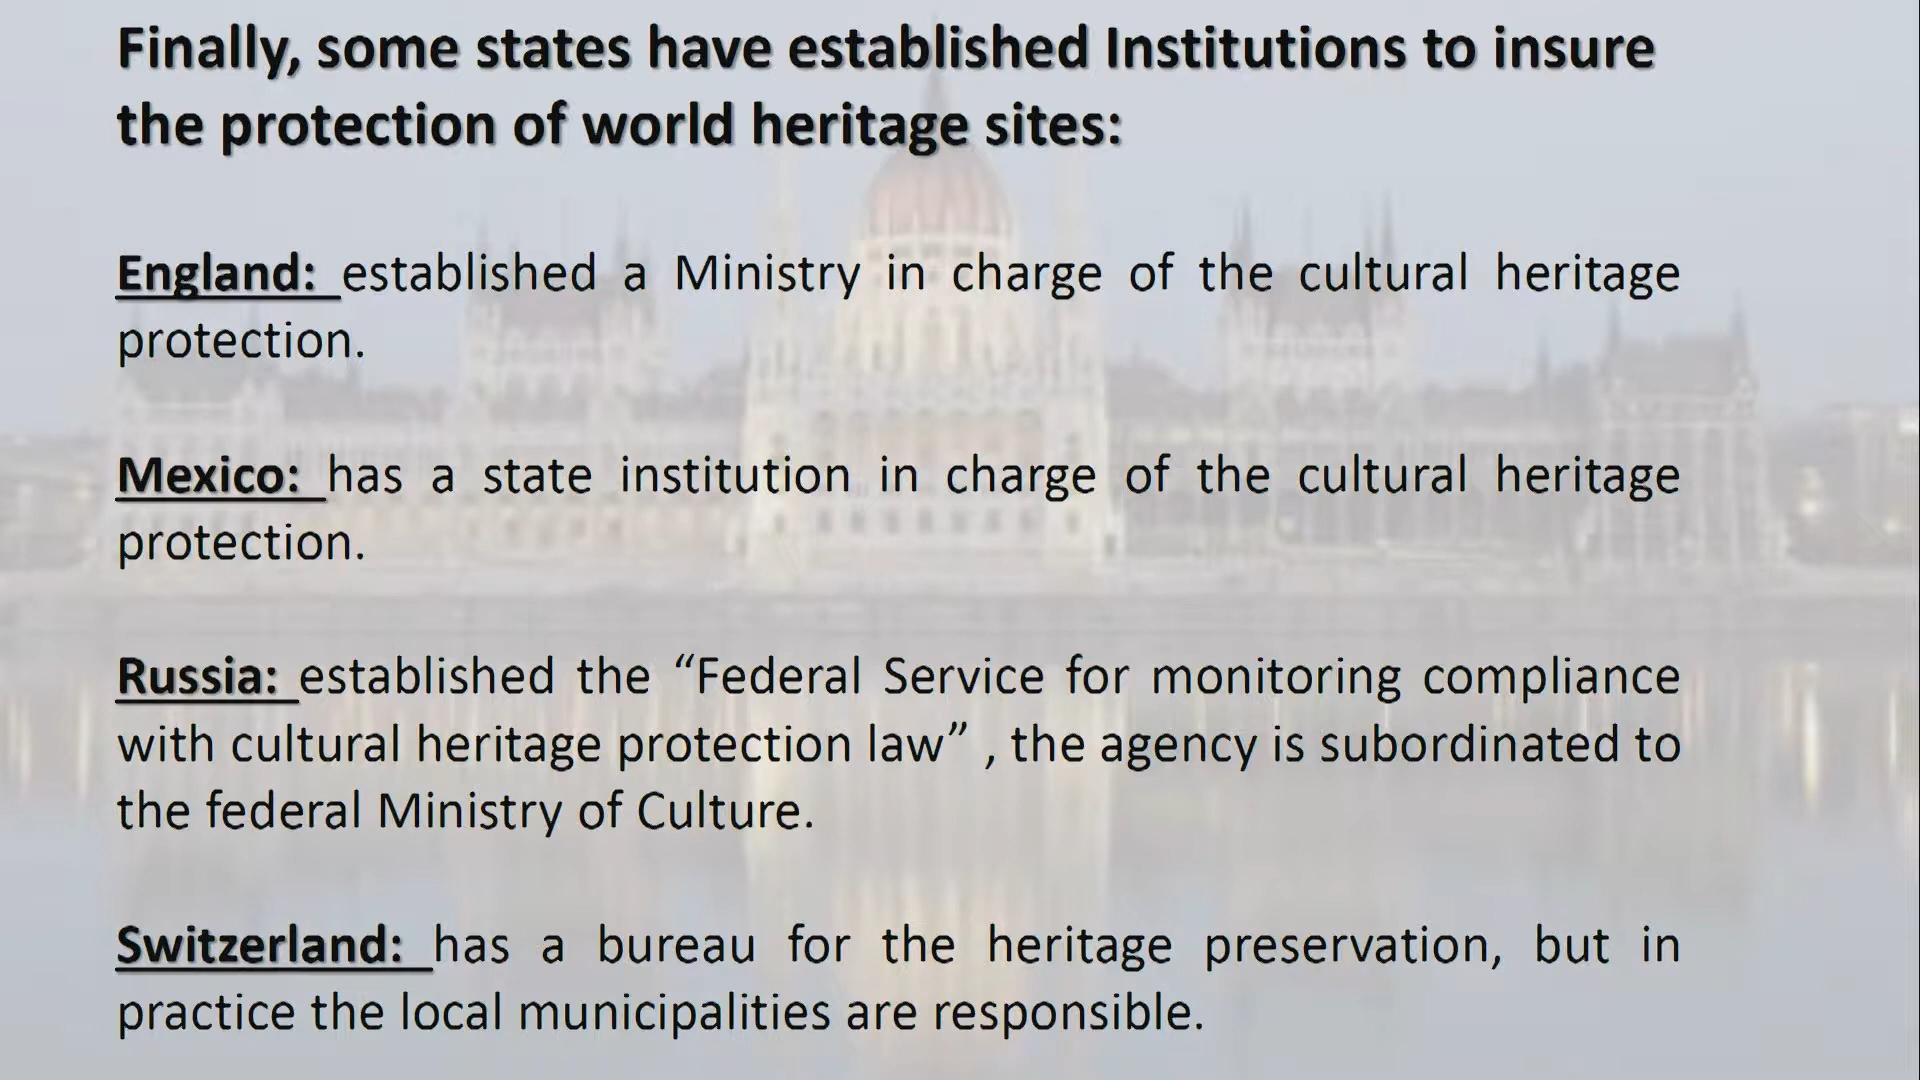 Finally, some states have established Institutions to insure
the protection of world heritage sites:
England: established a Ministry in charge of the cultural heritage
protection.
Mexico: has a state institution in charge of the cultural heritage
protection.
Russia: established the “Federal Service for monitoring compliance
with cultural heritage protection law” , the agency is subordinated to
the federal Ministry of Culture.
Switzerland: has a bureau for the heritage preservation, but in
practice the local municipalities are responsible.